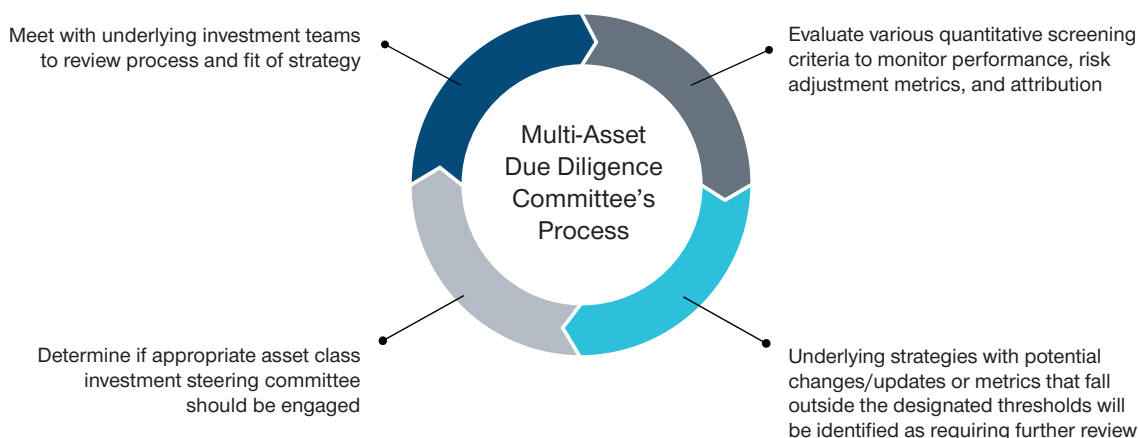 Meet with underlying investment teams
to review process and fit of strategy
Evaluate various quantitative screening
criteria to monitor performance, risk
adjustment metrics, and attribution
Multi-Asset
Due Diligence
Committee’s
Process
Determine if appropriate asset class
investment steering committee
should be engaged
Underlying strategies with potential
changes/updates or metrics that fall
outside the designated thresholds will
be identified as requiring further review